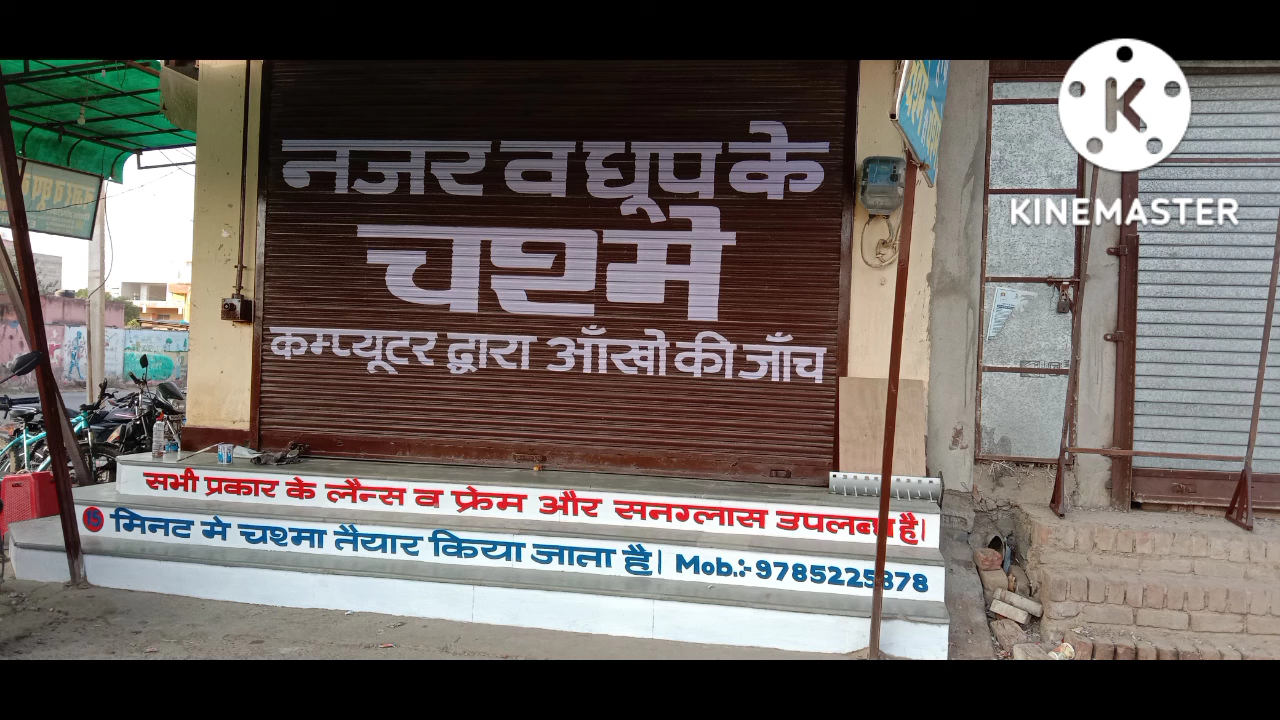 नजर व धूप के
चश्मे
कम्प्यूटर द्वारा आँखो की जाँच
सभी प्रकार के लैन्स व फ्रेम और सनग्लास उपलब्ध है।
15 मिनट मे चश्मा तैयार किया जाता है। Mob.:-9785225878
KINEMASTER